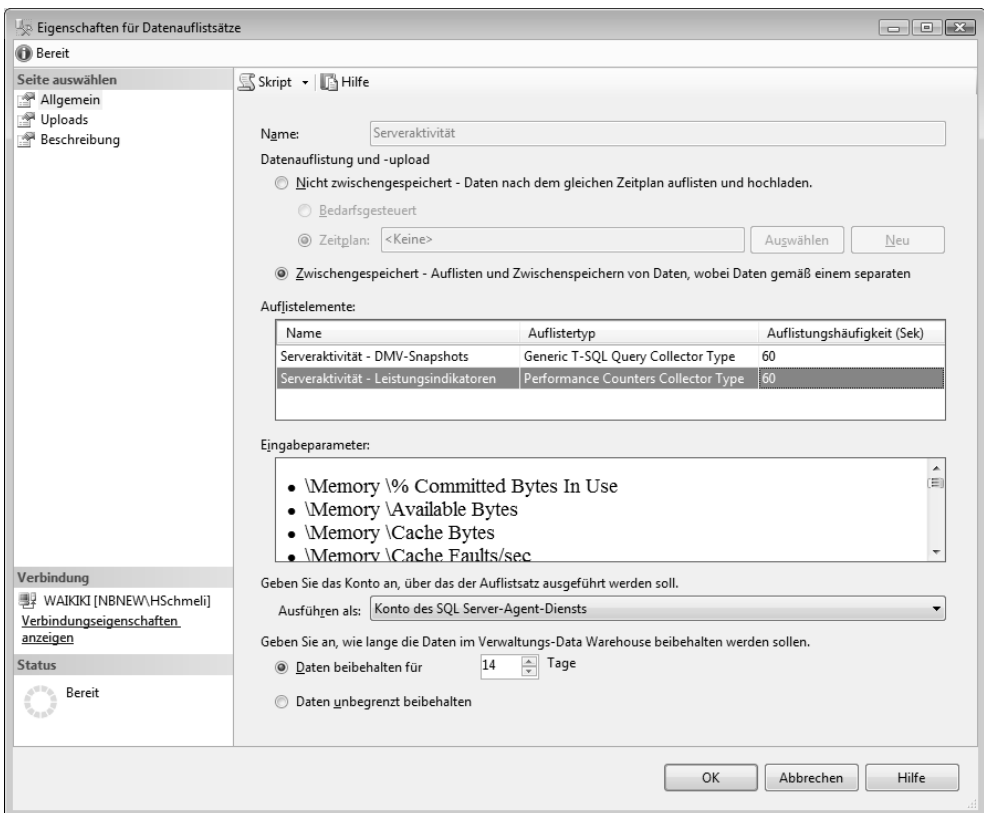 Eigenschaften für Datenauflistsätze
Bereit
Seite auswählen
Allgemein
Uploads
Beschreibung
Skript Hilfe
Name: Serveraktivität
Datenauflistung und -upload
Nicht zwischengespeichert - Daten nach dem gleichen Zeitplan auflisten und hochladen.
Bedarfsgesteuert
Zeitplan: <Keine> Auswählen Neu
Zwischengespeichert - Auflisten und Zwischenspeichern von Daten, wobei Daten gemäß einem separaten
Auflistelemente:
Name Auflistertyp Auflistungshäufigkeit (Sek)
Serveraktivität - DMV-Snapshots Generic T-SQL Query Collector Type 60
Serveraktivität - Leistungsindikatoren Performance Counters Collector Type 60
Eingabeparameter:
• \Memory \% Committed Bytes In Use
• \Memory \Available Bytes
• \Memory \Cache Bytes
• \Memory \Cache Faults/sec
Verbindung
WAIKIKI [NBNEW\HSchmeli]
Verbindungseigenschaften
anzeigen
Status
Bereit
Geben Sie das Konto an, über das der Auflistsatz ausgeführt werden soll.
Ausführen als: Konto des SQL Server-Agent-Diensts
Geben Sie an, wie lange die Daten im Verwaltungs-Data Warehouse beibehalten werden sollen.
Daten beibehalten für 14 Tage
Daten unbegrenzt beibehalten
OK Abbrechen Hilfe